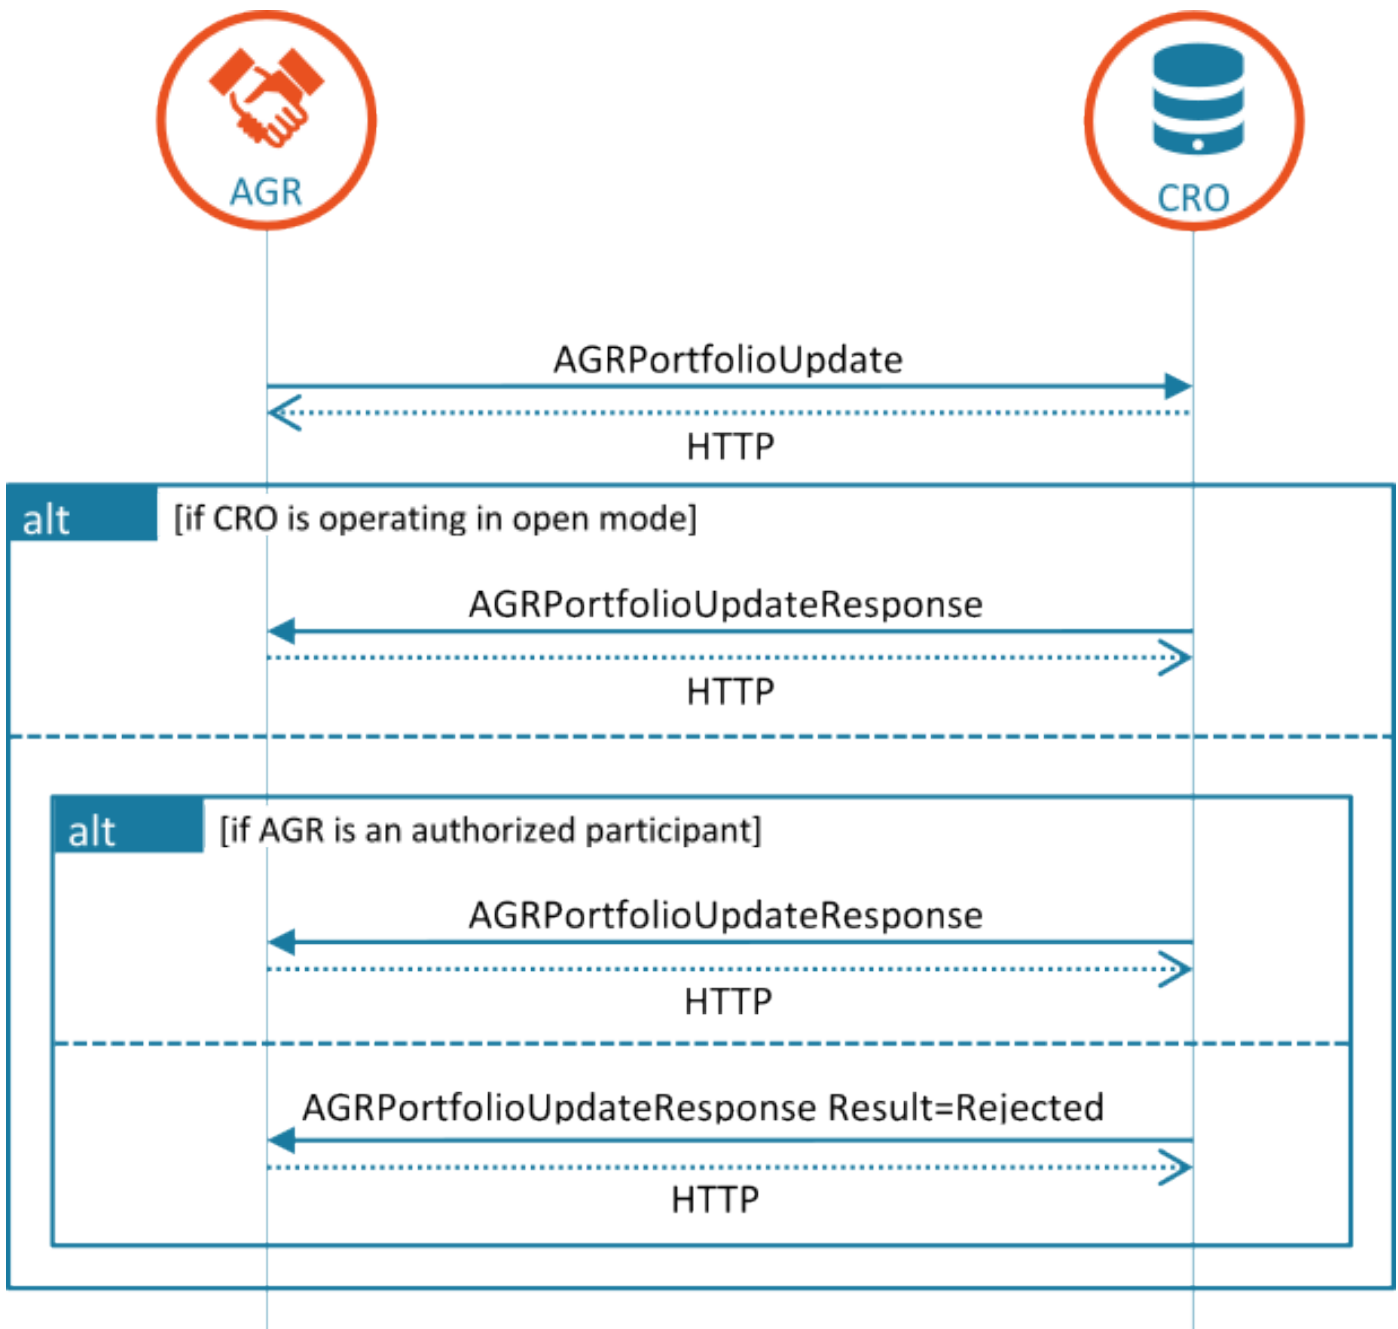 AGR
CRO
AGRPortfolioUpdate
HTTP
alt [if CRO is operating in open mode]
AGRPortfolioUpdateResponse
HTTP
alt [if AGR is an authorized participant]
AGRPortfolioUpdateResponse
HTTP
AGRPortfolioUpdateResponse Result=Rejected
HTTP